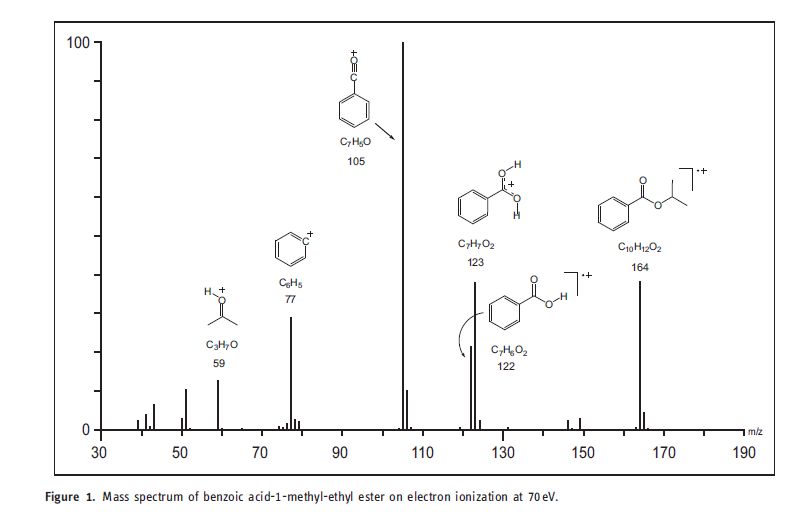 100
+
O
C
C7H5O
105
O
H
+
O
H
C7H7O2
123
O
O
•+
C10H12O2
164
+
C
C6H5
77
H
+
O
C3H7O
59
O
O
H
•+
C7H6O2
122
0
m/z
30 50 70 90 110 130 150 170 190
Figure 1. Mass spectrum of benzoic acid-1-methyl-ethyl ester on electron ionization at 70 eV.